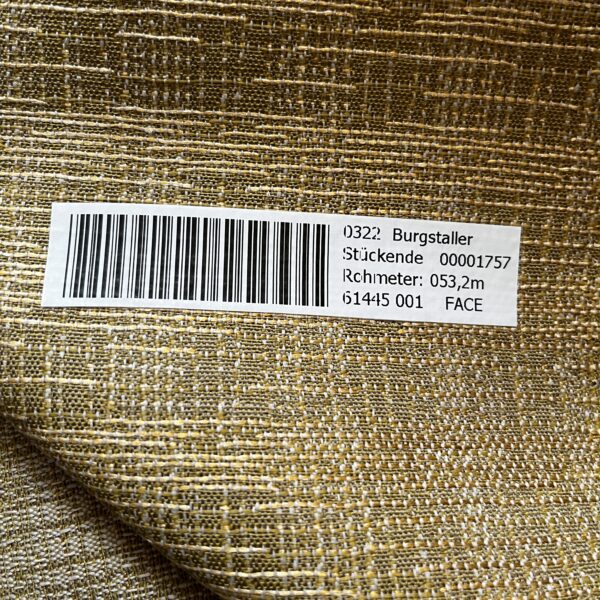 0322 Burgstaller
Stückende 00001757
Rohmeter: 053,2m
61445 001 FACE